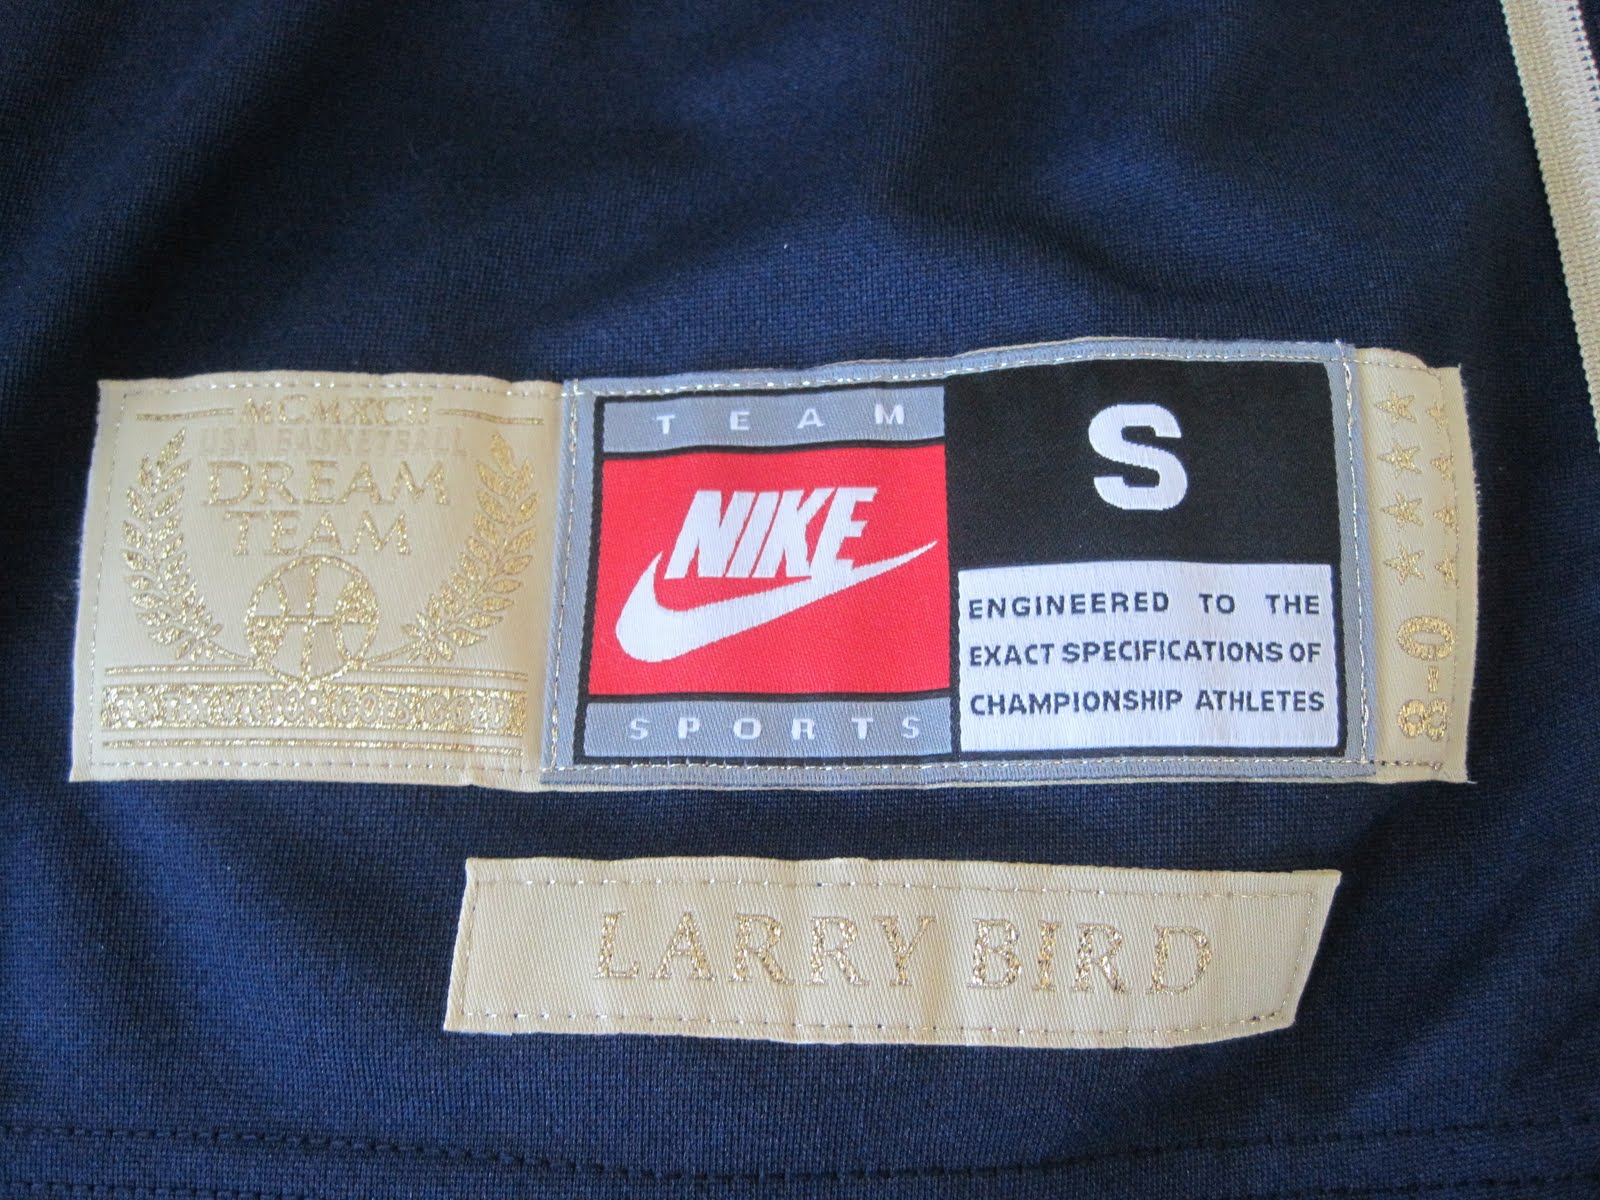 MCMXCII
USA BASKETBALL
DREAM
TEAM
TEAM
NIKE
SPORTS
S
ENGINEERED TO THE
EXACT SPECIFICATIONS OF
CHAMPIONSHIP ATHLETES
8-0
LARRY BIRD